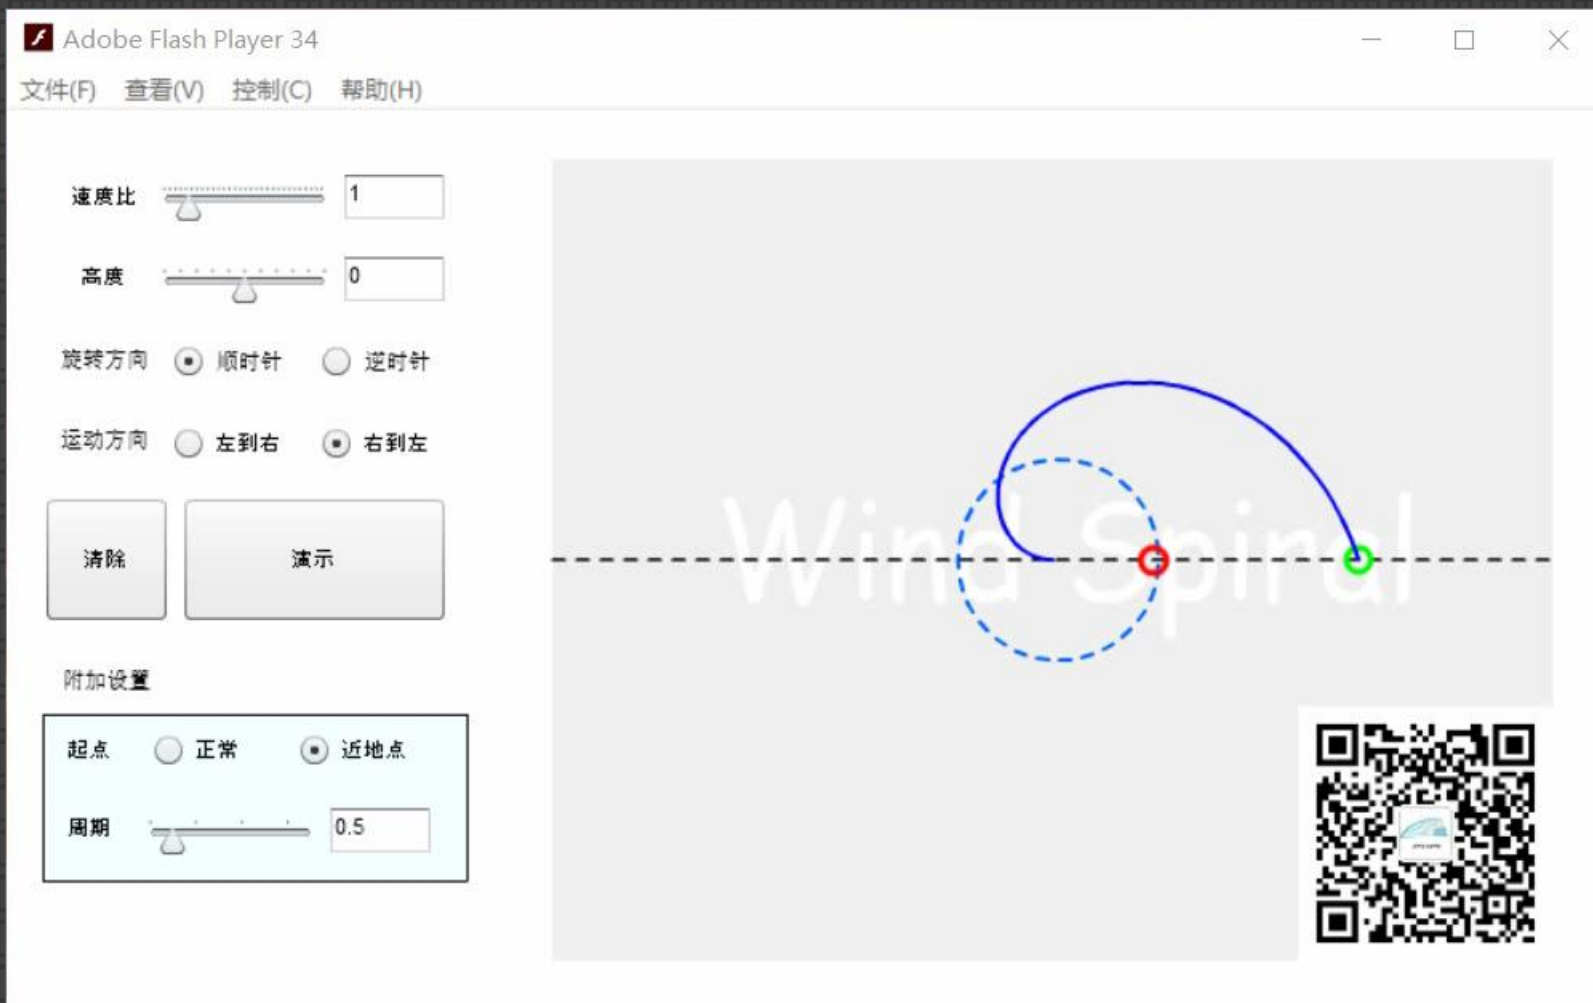 Adobe Flash Player 34
文件(F) 查看(V) 控制(C) 帮助(H)
速度比 1
高度 0
旋转方向 顺时针 逆时针
运动方向 左到右 右到左
清除 演示
附加设置
起点 正常 近地点
周期 0.5
Wind Spiral